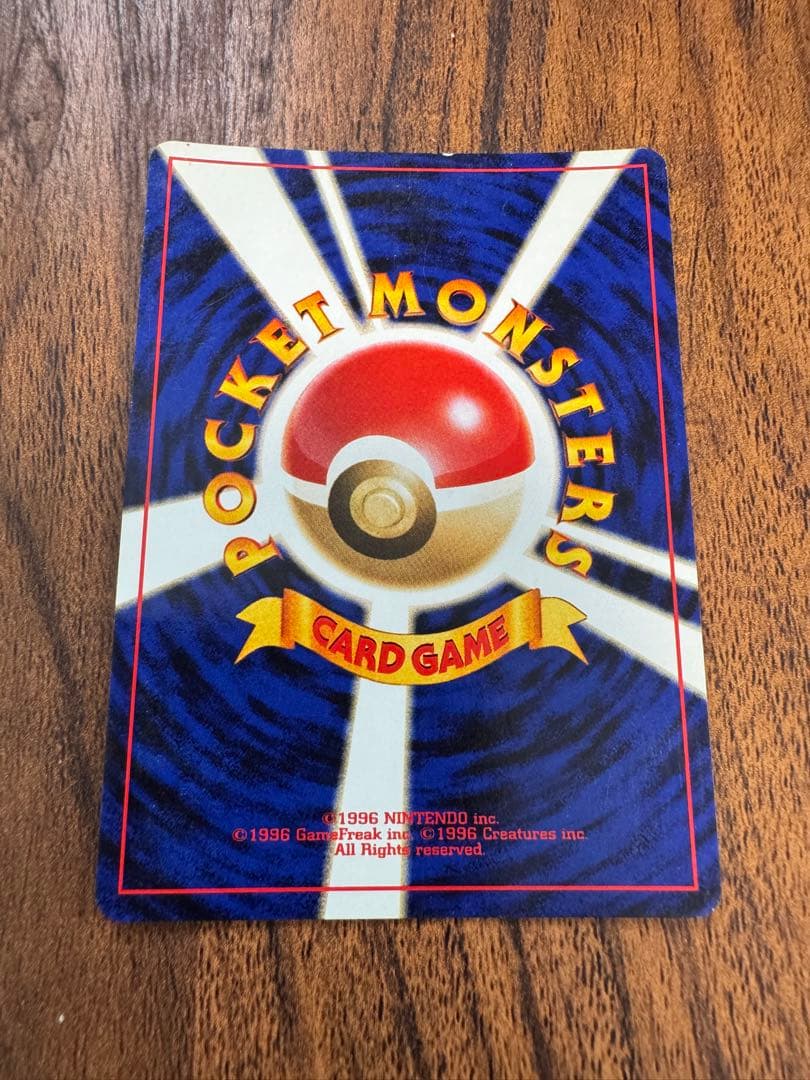 POCKET MONSTERS
CARD GAME
©1996 NINTENDO inc.
©1996 GameFreak inc. ©1996 Creatures inc.
All Rights reserved.